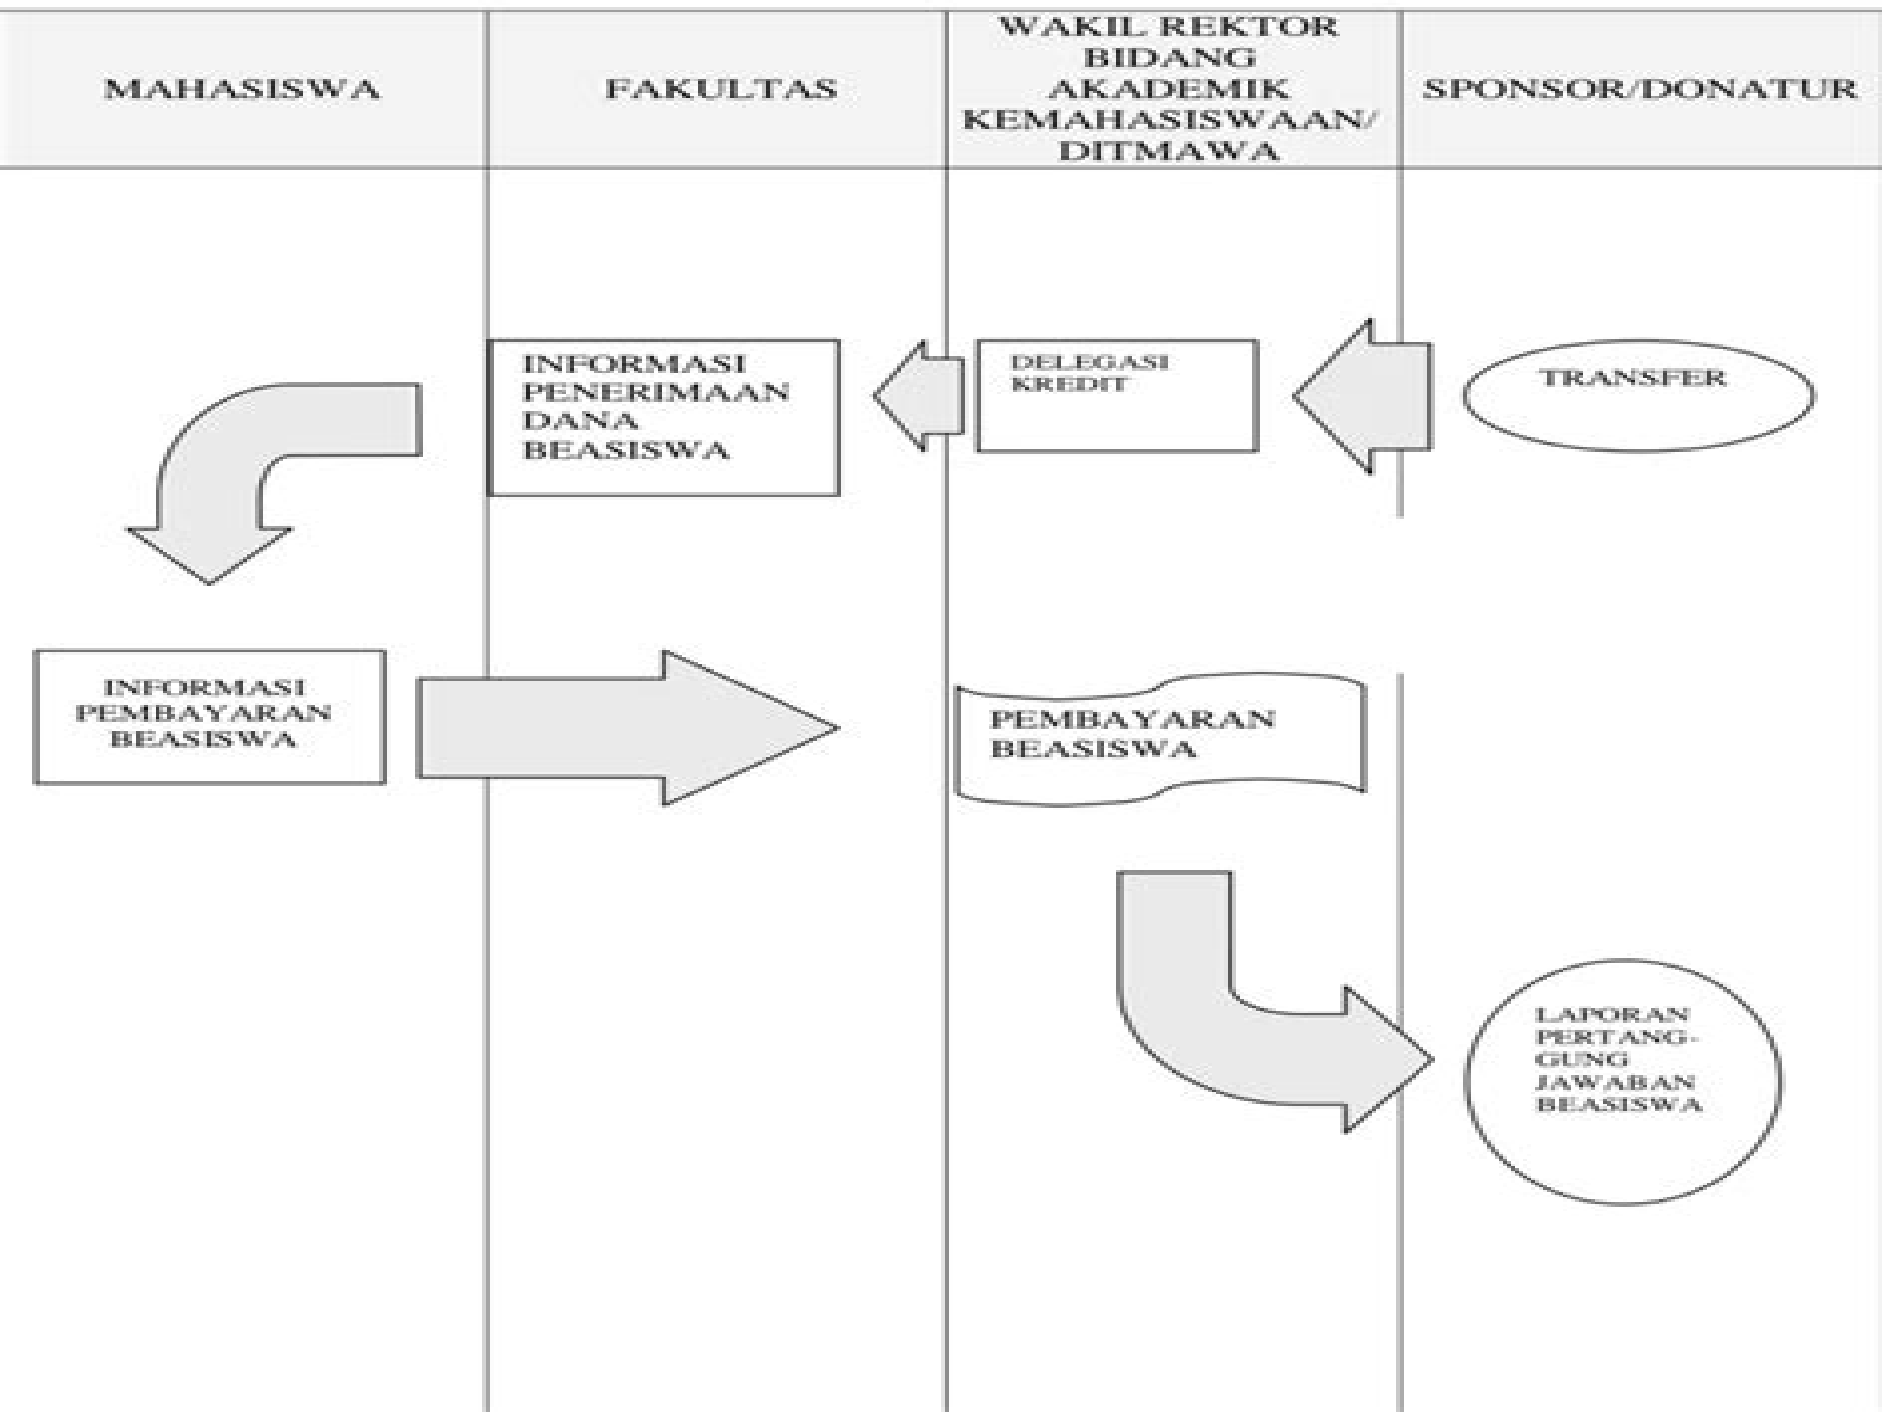 MAHASISWA
FAKULTAS
WAKIL REKTOR
BIDANG
AKADEMIK
KEMAHASISWAAN/
DITMAWA
SPONSOR/DONATUR
INFORMASI
PENERIMAAN
DANA
BEASISWA
DELEGASI
KREDIT
TRANSFER
INFORMASI
PEMBAYARAN
BEASISWA
PEMBAYARAN
BEASISWA
LAPORAN
PERTANG-
GUNG
JAWABAN
BEASISWA